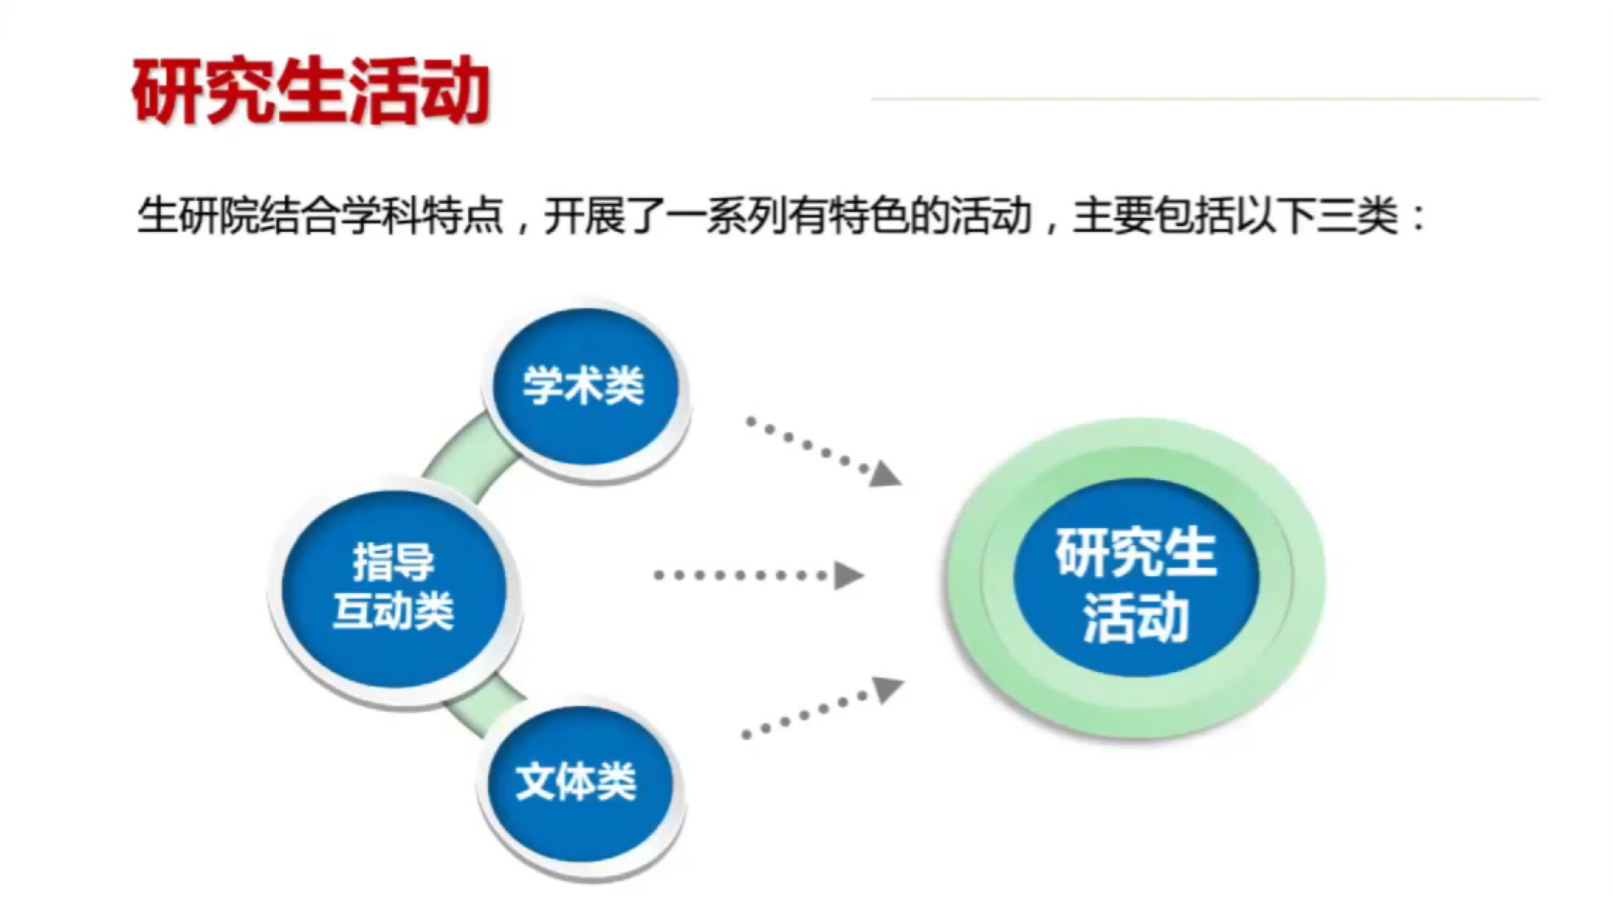 研究生活动
生研院结合学科特点，开展了一系列有特色的活动，主要包括以下三类：
学术类
指导
互动类
文体类
研究生
活动